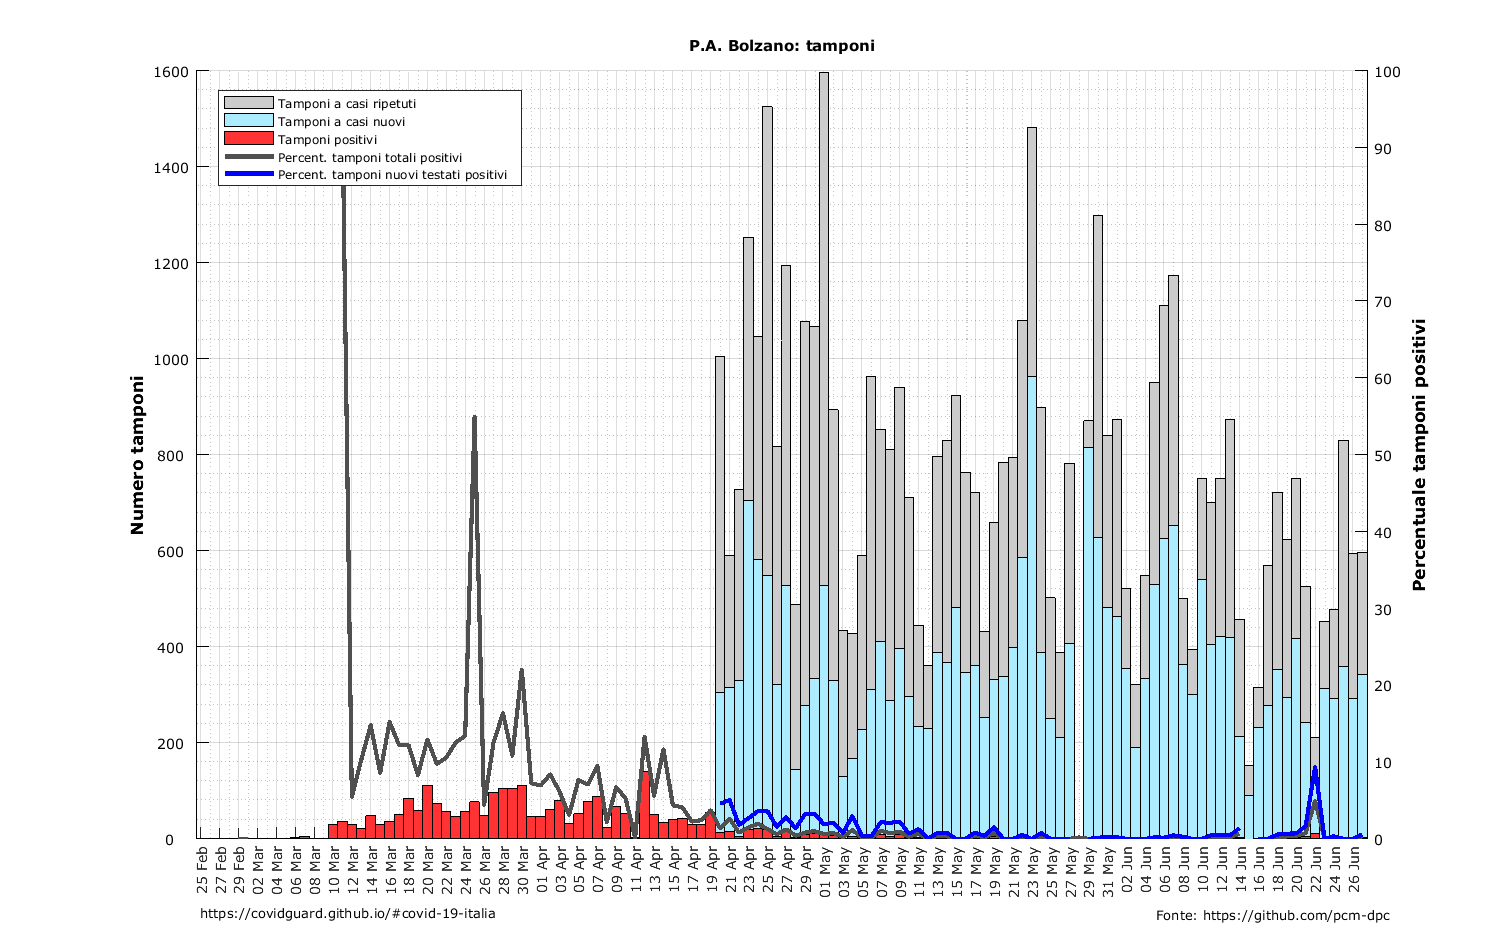 P.A. Bolzano: tamponi
1600
1400
1200
1000
800
600
400
200
0
Numero tamponi
Tamponi a casi ripetuti
Tamponi a casi nuovi
Tamponi positivi
Percent. tamponi totali positivi
Percent. tamponi nuovi testati positivi
100
90
80
70
60
50
40
30
20
10
0
Percentuale tamponi positivi
25 Feb
27 Feb
29 Feb
02 Mar
04 Mar
06 Mar
08 Mar
10 Mar
12 Mar
14 Mar
16 Mar
18 Mar
20 Mar
22 Mar
24 Mar
26 Mar
28 Mar
30 Mar
01 Apr
03 Apr
05 Apr
07 Apr
09 Apr
11 Apr
13 Apr
15 Apr
17 Apr
19 Apr
21 Apr
23 Apr
25 Apr
27 Apr
29 Apr
01 May
03 May
05 May
07 May
09 May
11 May
13 May
15 May
17 May
19 May
21 May
23 May
25 May
27 May
29 May
31 May
02 Jun
04 Jun
06 Jun
08 Jun
10 Jun
12 Jun
14 Jun
16 Jun
18 Jun
20 Jun
22 Jun
24 Jun
26 Jun
https://covidguard.github.io/#covid-19-italia
Fonte: https://github.com/pcm-dpc